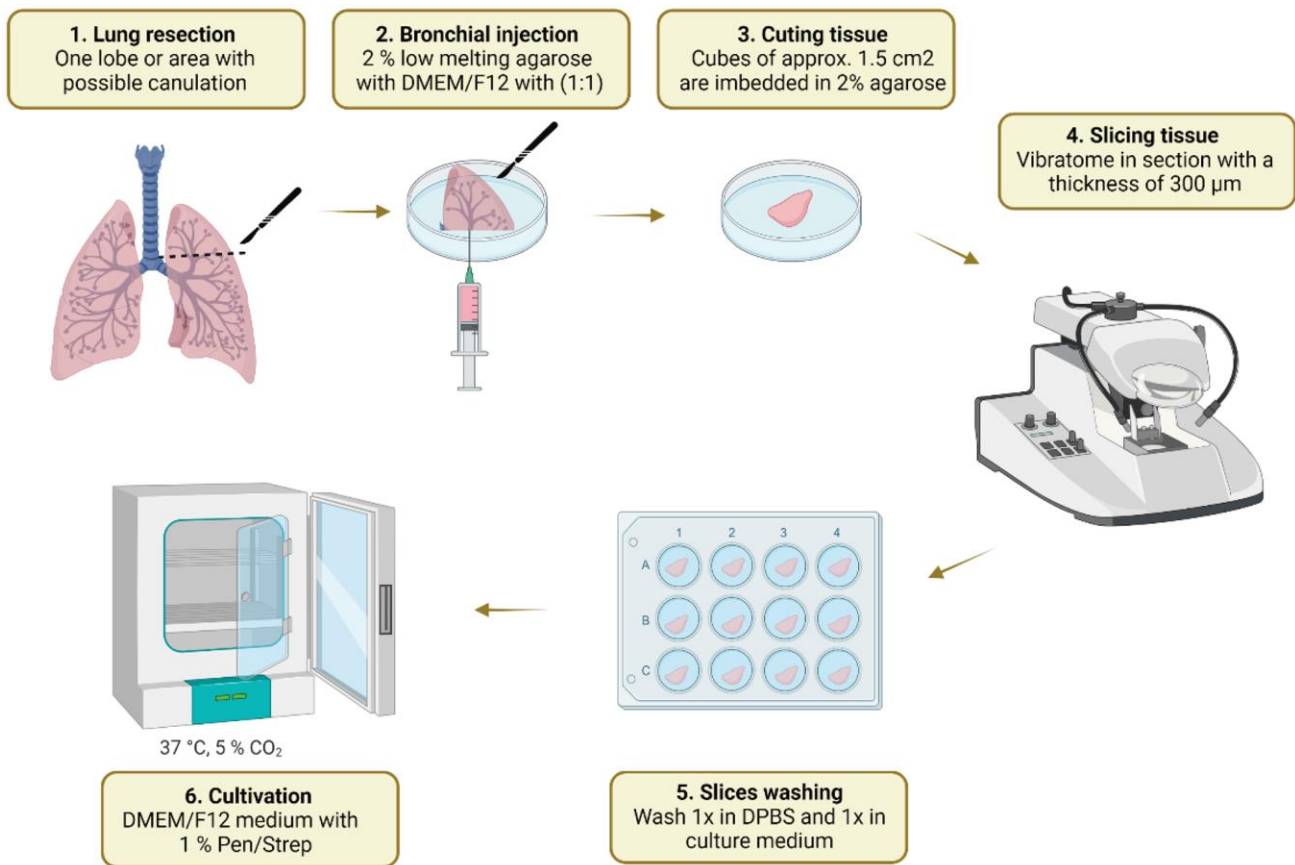 1. Lung resection
One lobe or area with
possible canulation
2. Bronchial injection
2 % low melting agarose
with DMEM/F12 with (1:1)
3. Cuting tissue
Cubes of approx. 1.5 cm2
are imbedded in 2% agarose
4. Slicing tissue
Vibratome in section with a
thickness of 300 µm
1 2 3 4
A
B
C
37 °C, 5 % CO₂
6. Cultivation
DMEM/F12 medium with
1 % Pen/Strep
5. Slices washing
Wash 1x in DPBS and 1x in
culture medium